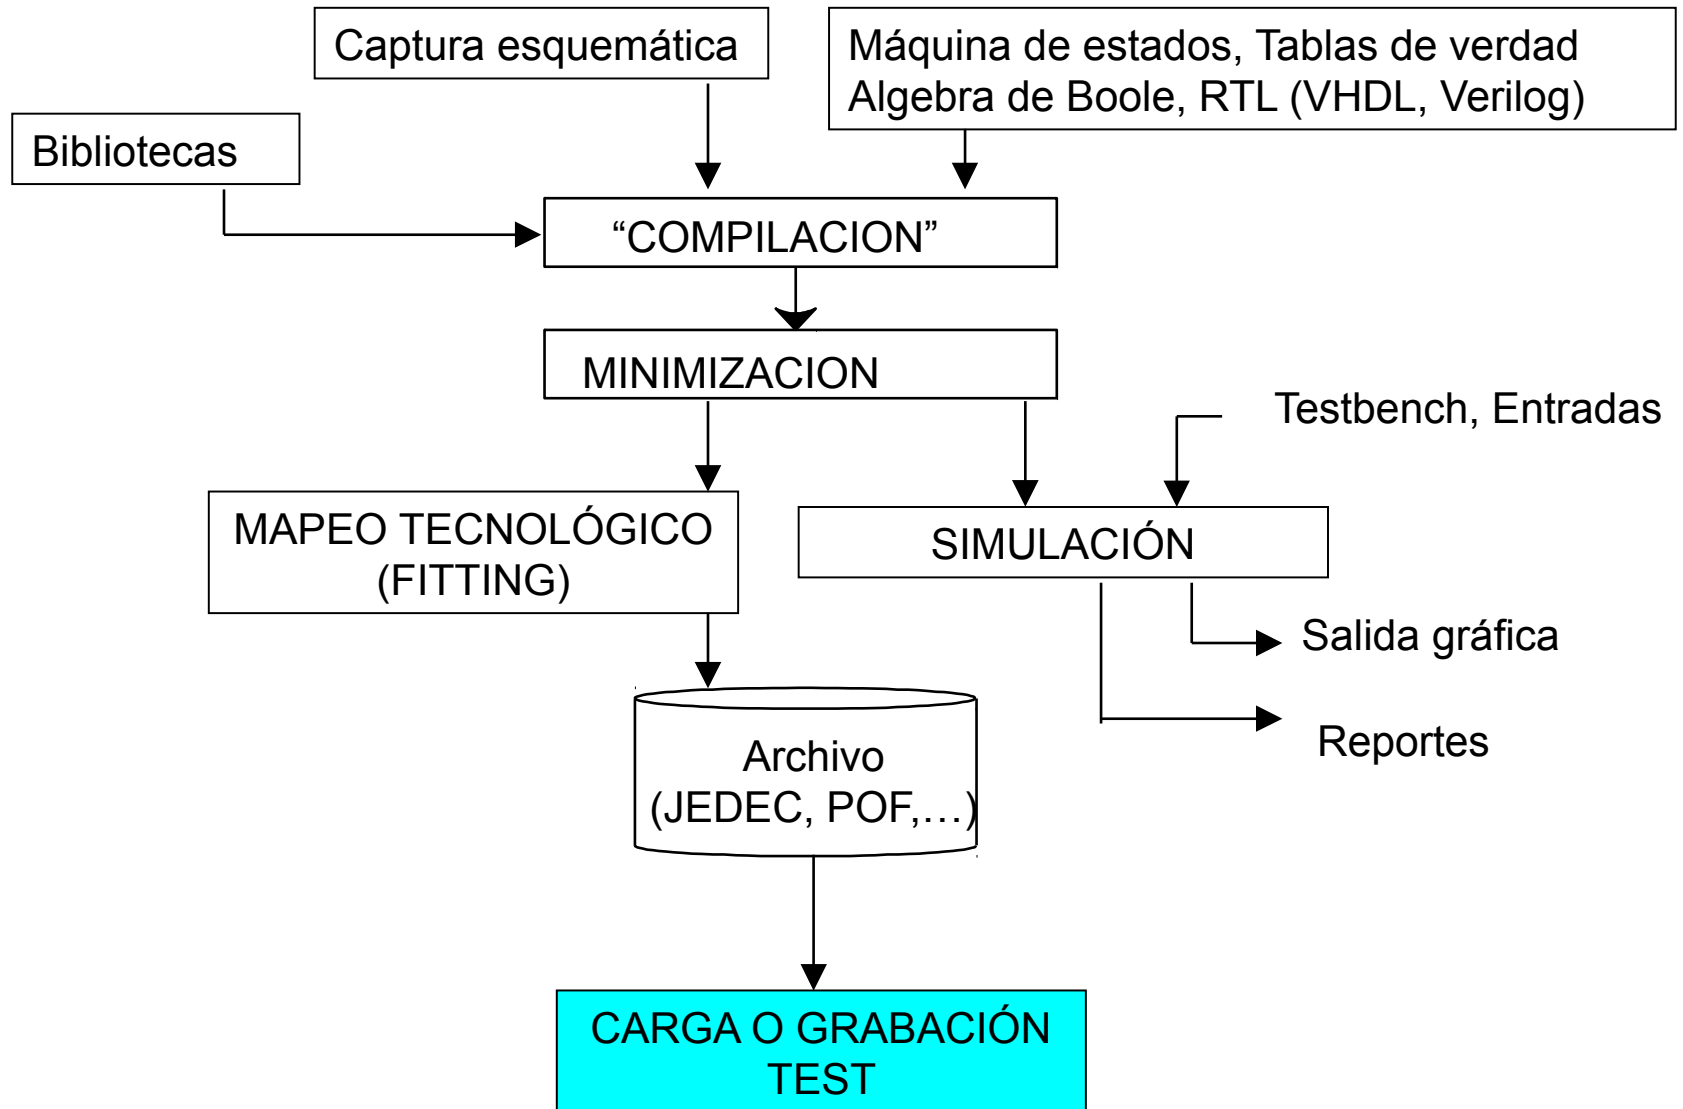 Captura esquemática
Máquina de estados, Tablas de verdad
Algebra de Boole, RTL (VHDL, Verilog)
Bibliotecas
“COMPILACION”
MINIMIZACION
Testbench, Entradas
MAPEO TECNOLÓGICO
(FITTING)
SIMULACIÓN
Salida gráfica
Reportes
Archivo
(JEDEC, POF,…)
CARGA O GRABACIÓN
TEST